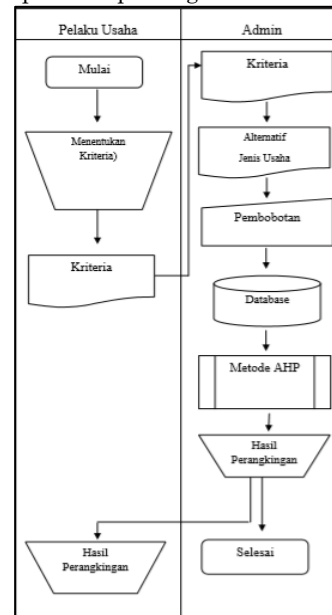 Pelaku Usaha
Admin
Mulai
Menentukan
Kriteria)
Kriteria
Kriteria
Alternatif
Jenis Usaha
Pembobotan
Database
Metode AHP
Hasil
Perangkingan
Hasil
Perangkingan
Selesai